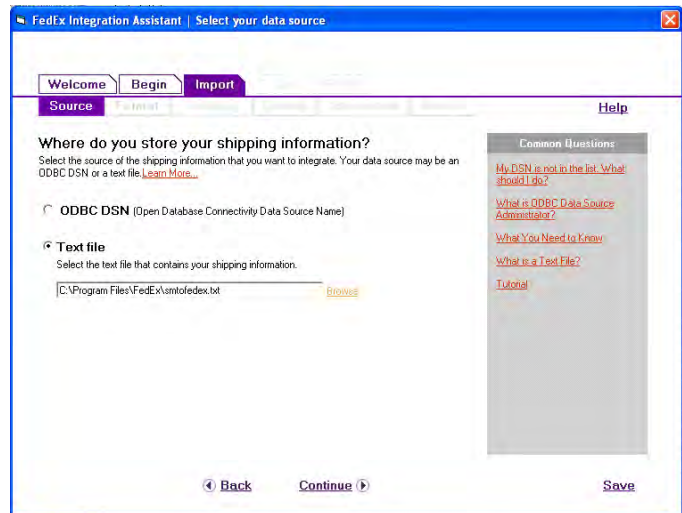 FedEx Integration Assistant | Select your data source
Welcome Begin Import
Source Format
Help
Where do you store your shipping information?
Select the source of the shipping information that you want to integrate. Your data source may be an
ODBC DSN or a text file.Learn More...
ODBC DSN (Open Database Connectivity Data Source Name)
Text file
Select the text file that contains your shipping information.
C:\Program Files\FedEx\smtofedex.txt Browse
Common Questions
My DSN is not in the list. What
should I do?
What is ODBC Data Source
Administrator?
What You Need to Know
What is a Text File?
Tutorial
Back Continue Save